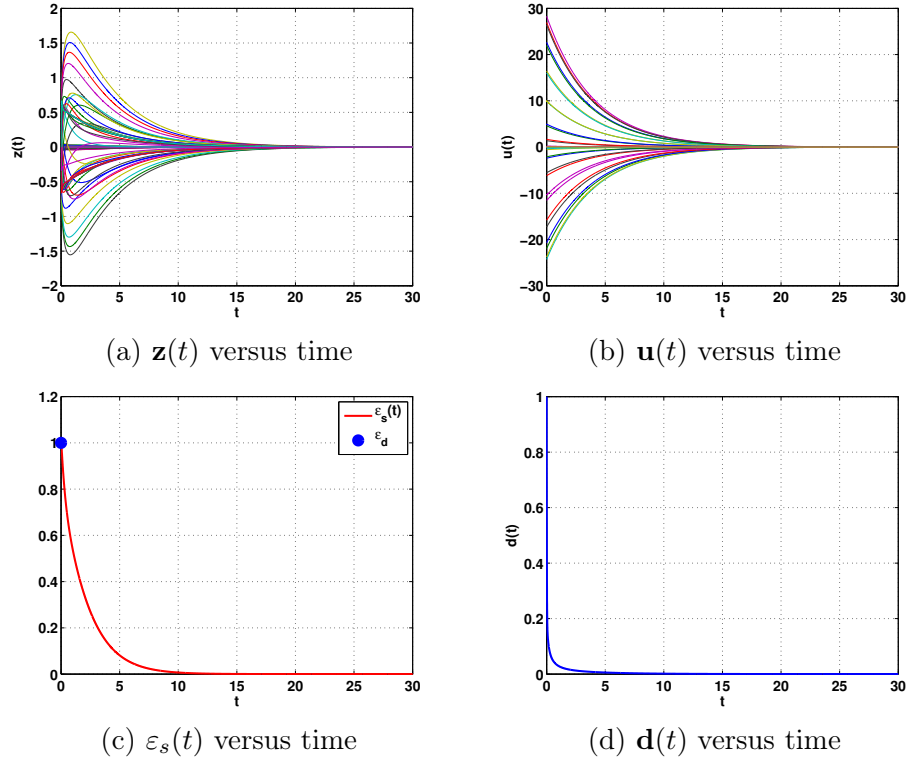 2
1.5
1
0.5
0
−0.5
−1
−1.5
−2
z(t)
0 5 10 15 20 25 30
t
(a) z(t) versus time
30
20
10
0
−10
−20
−30
u(t)
0 5 10 15 20 25 30
t
(b) u(t) versus time
1.2
1
0.8
0.6
0.4
0.2
0
ε_s(t)
ε_d
0 5 10 15 20 25 30
t
(c) ε_s(t) versus time
1
0.8
0.6
0.4
0.2
0
d(t)
0 5 10 15 20 25 30
t
(d) d(t) versus time